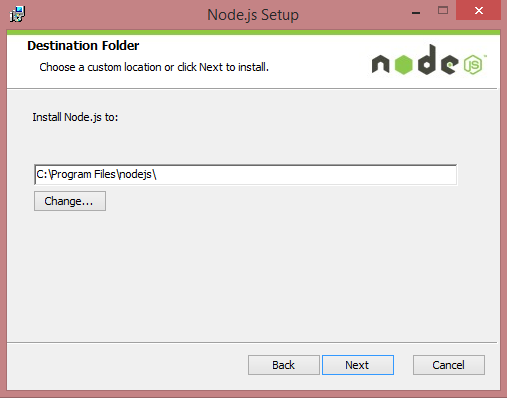 Node.js Setup
Destination Folder
Choose a custom location or click Next to install.
node
JS
Install Node.js to:
C:\Program Files\nodejs\
Change...
Back
Next
Cancel